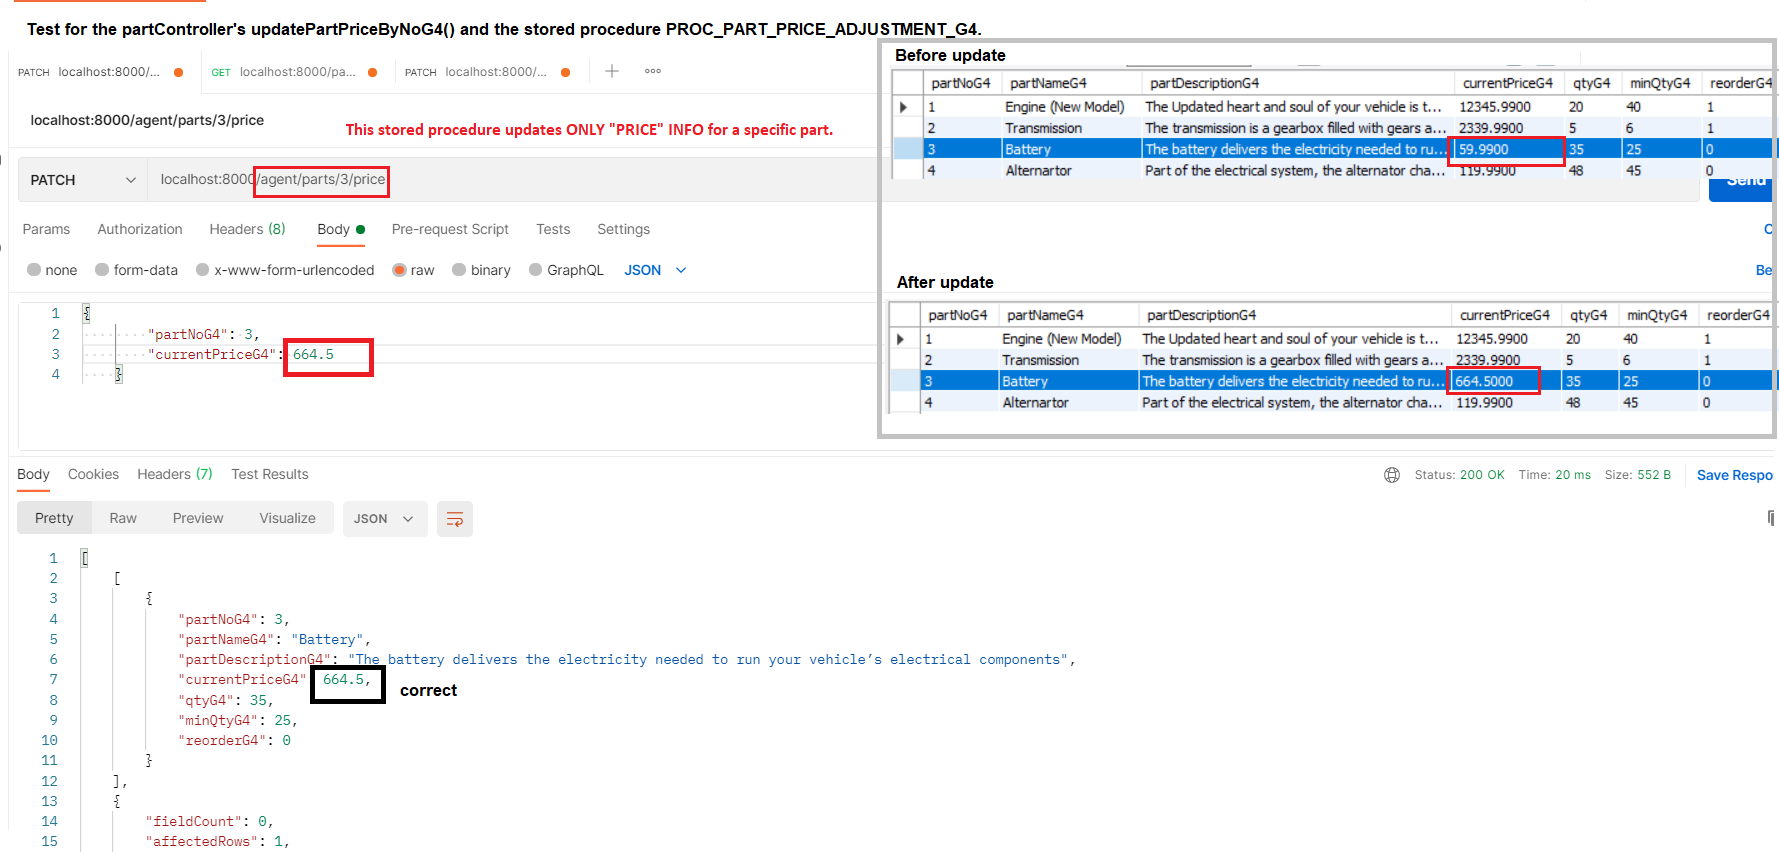 Test for the partController's updatePartPriceByNoG4() and the stored procedure PROC_PART_PRICE_ADJUSTMENT_G4.
PATCH localhost:8000/...
GET localhost:8000/pa...
PATCH localhost:8000/...
localhost:8000/agent/parts/3/price
This stored procedure updates ONLY "PRICE" INFO for a specific part.
PATCH localhost:8000/agent/parts/3/price
Send
Params Authorization Headers (8) Body Pre-request Script Tests Settings
none form-data x-www-form-urlencoded raw binary GraphQL JSON
Be
1 {
2 "partNoG4": 3,
3 "currentPriceG4": 664.5
4 }
Before update
partNoG4 partNameG4 partDescriptionG4 currentPriceG4 qtyG4 minQtyG4 reorderG4
1 Engine (New Model) The Updated heart and soul of your vehicle is t... 12345.9900 20 40 1
2 Transmission The transmission is a gearbox filled with gears a... 2339.9900 5 6 1
3 Battery The battery delivers the electricity needed to ru... 59.9900 35 25 0
4 Alternartor Part of the electrical system, the alternator cha... 119.9900 48 45 0
After update
partNoG4 partNameG4 partDescriptionG4 currentPriceG4 qtyG4 minQtyG4 reorderG4
1 Engine (New Model) The Updated heart and soul of your vehicle is t... 12345.9900 20 40 1
2 Transmission The transmission is a gearbox filled with gears a... 2339.9900 5 6 1
3 Battery The battery delivers the electricity needed to ru... 664.5000 35 25 0
4 Alternartor Part of the electrical system, the alternator cha... 119.9900 48 45 0
Body Cookies Headers (7) Test Results
Status: 200 OK Time: 20 ms Size: 552 B Save Respo
Pretty Raw Preview Visualize JSON
1 [
2 [
3 {
4 "partNoG4": 3,
5 "partNameG4": "Battery",
6 "partDescriptionG4": "The battery delivers the electricity needed to run your vehicle’s electrical components",
7 "currentPriceG4" 664.5,
correct
8 "qtyG4": 35,
9 "minQtyG4": 25,
10 "reorderG4": 0
11 }
12 ],
13 {
14 "fieldCount": 0,
15 "affectedRows": 1,